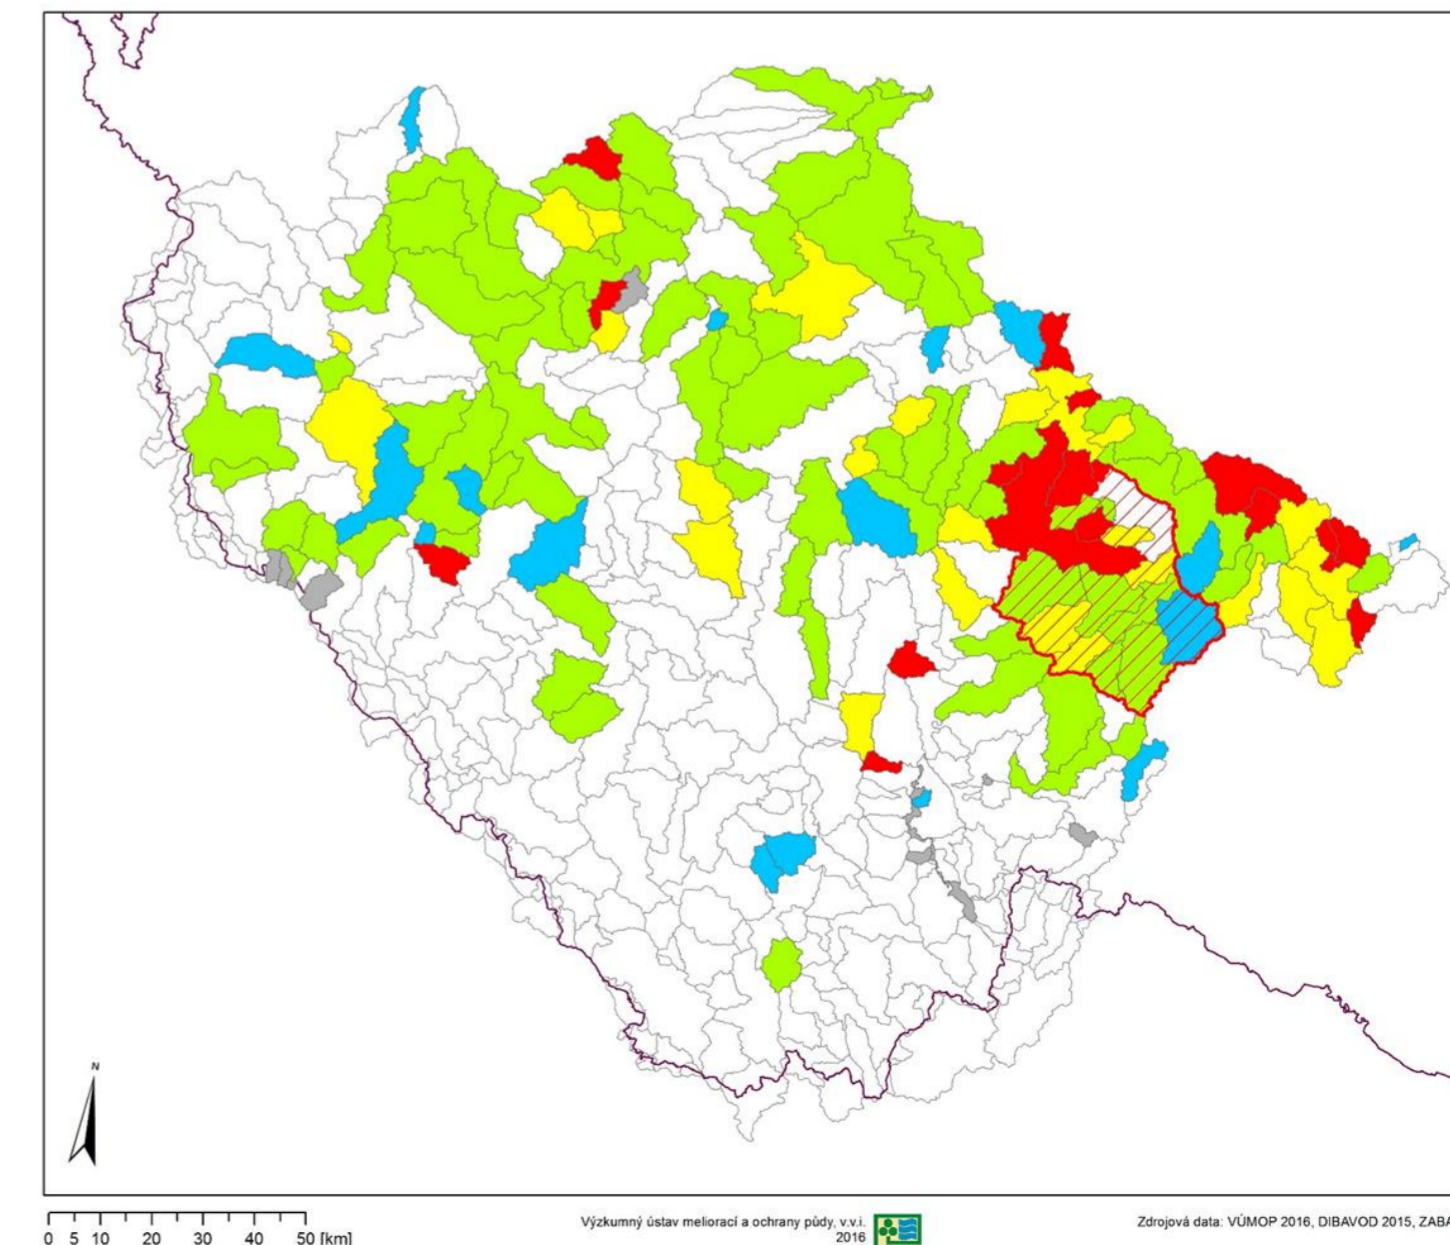 N
0 5 10 20 30 40 50 [km]
Výzkumný ústav meliorací a ochrany půdy, v.v.i.
2016
Zdrojová data: VÚMOP 2016, DIBAVOD 2015, ZABA